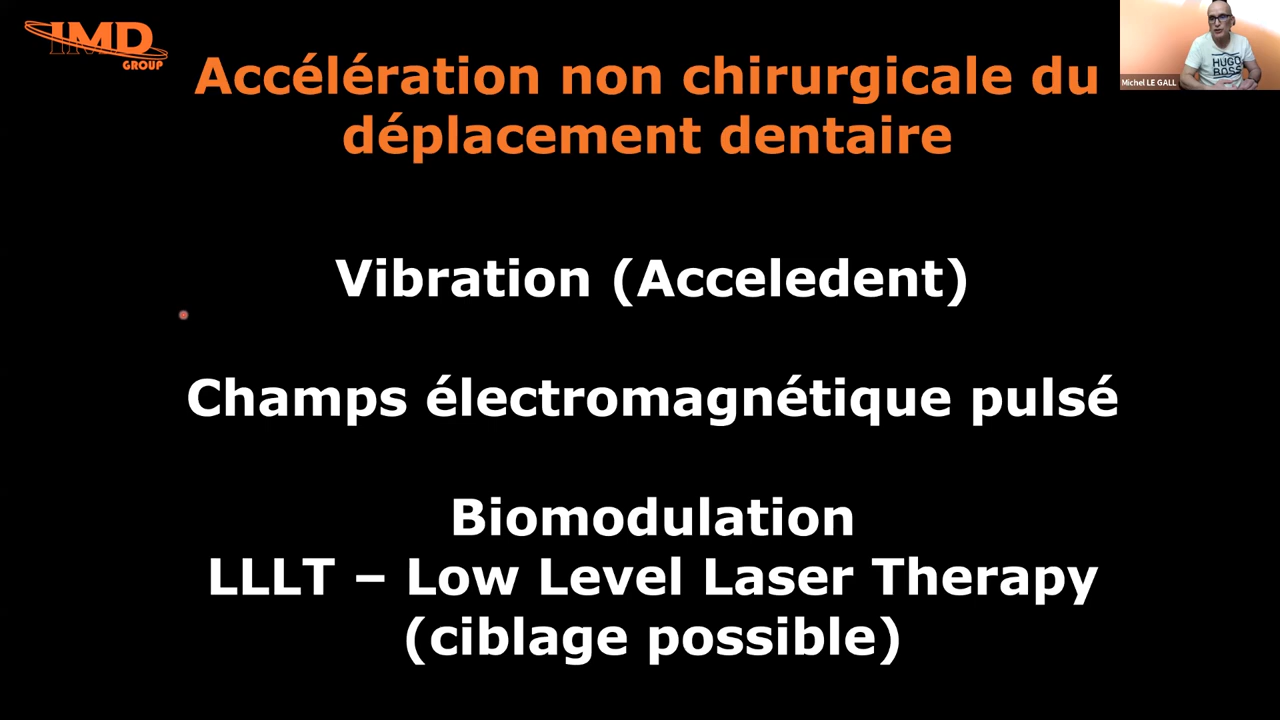 IMD
GROUP
Accélération non chirurgicale du
déplacement dentaire
HUGO
BOSS
Michel LE GALL
Vibration (Acceledent)
Champs électromagnétique pulsé
Biomodulation
LLLT – Low Level Laser Therapy
(ciblage possible)